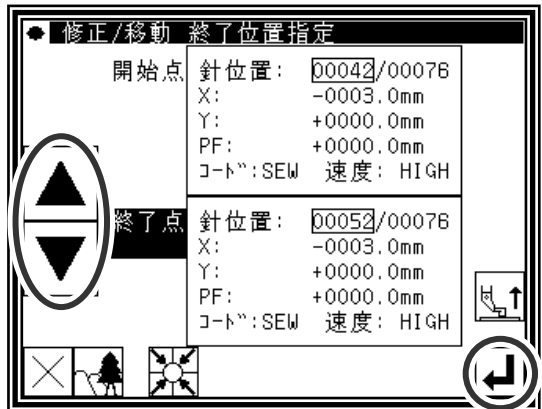 修正/移動 終了位置指定
開始点
針位置: 00042/00076
X: -0003.0mm
Y: +0000.0mm
PF: +0000.0mm
ｺｰﾄﾞ:SEW 速度: HIGH
終了点
針位置: 00052/00076
X: -0003.0mm
Y: +0000.0mm
PF: +0000.0mm
ｺｰﾄﾞ:SEW 速度: HIGH